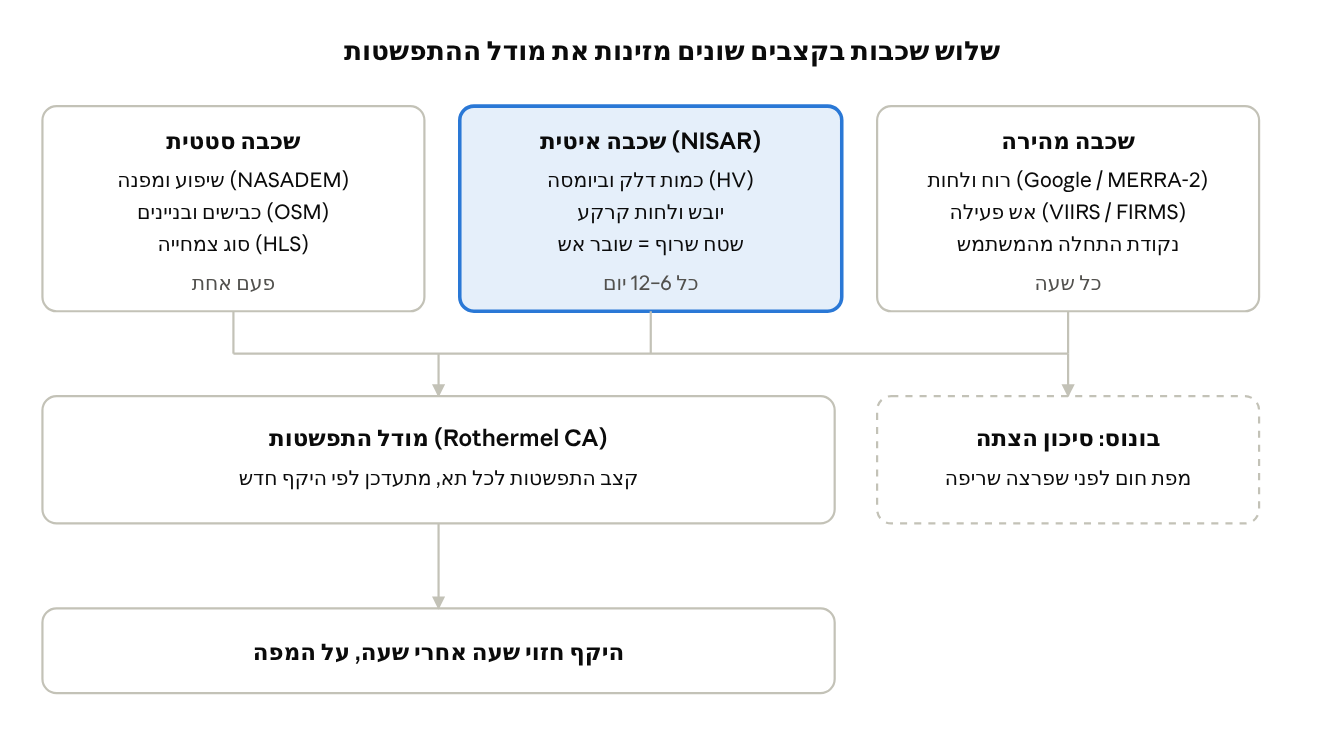 שלוש שכבות בקצבים שונים מזינות את מודל ההתפשטות
שכבה מהירה
רוח ולחות (Google / MERRA-2)
אש פעילה (VIIRS / FIRMS)
נקודת התחלה מהמשתמש
כל שעה
שכבה איטית (NISAR)
כמות דלק וביומסה (HV)
יובש ולחות קרקע
שטח שרוף = שובר אש
כל 6–12 יום
שכבה סטטית
שיפוע ומפנה (NASADEM)
כבישים ובניינים (OSM)
סוג צמחייה (HLS)
פעם אחת
בונוס: סיכון הצתה
מפת חום לפני שפרצה שריפה
מודל התפשטות (Rothermel CA)
קצב התפשטות לכל תא, מתעדכן לפי היקף חדש
היקף חזוי שעה אחרי שעה, על המפה